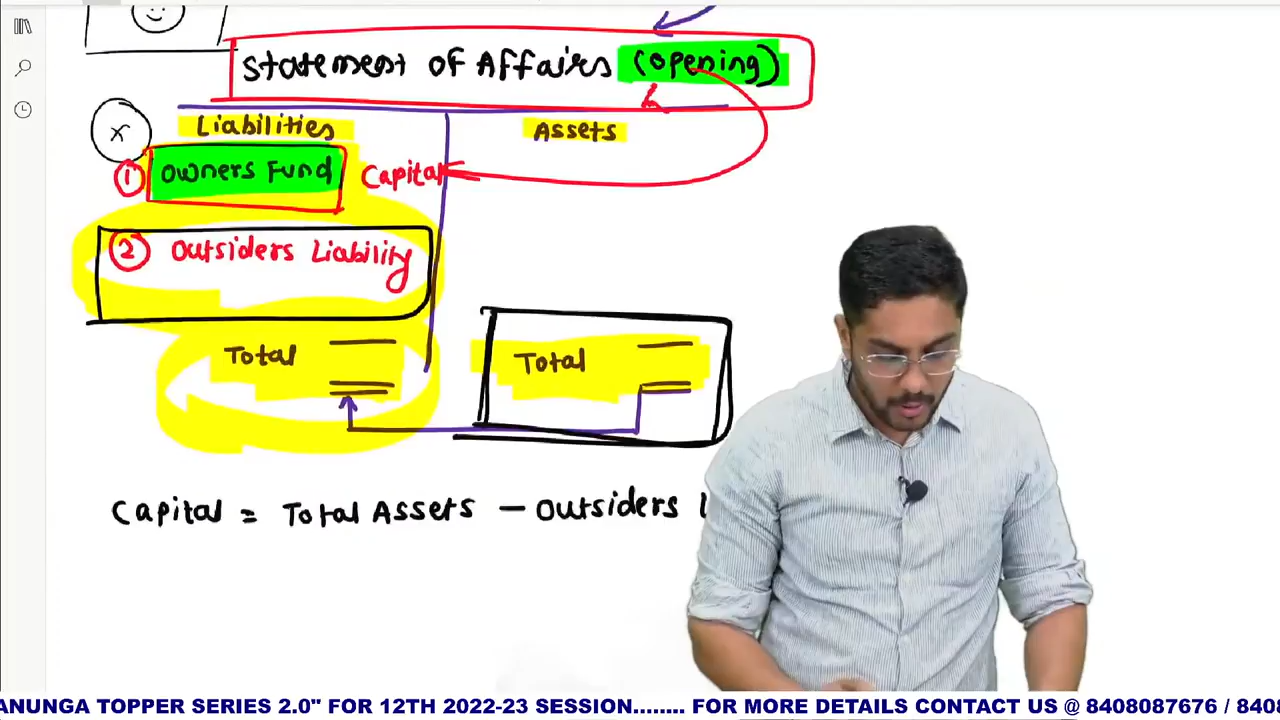 Statement of Affairs (opening)
Liabilities
Assets
x
① Owners Fund Capital
② Outsiders Liability
Total
Total
Capital = Total Assets - Outsiders
ANUNGA TOPPER SERIES 2.0" FOR 12TH 2022-23 SESSION........ FOR MORE DETAILS CONTACT US @ 8408087676 / 8408